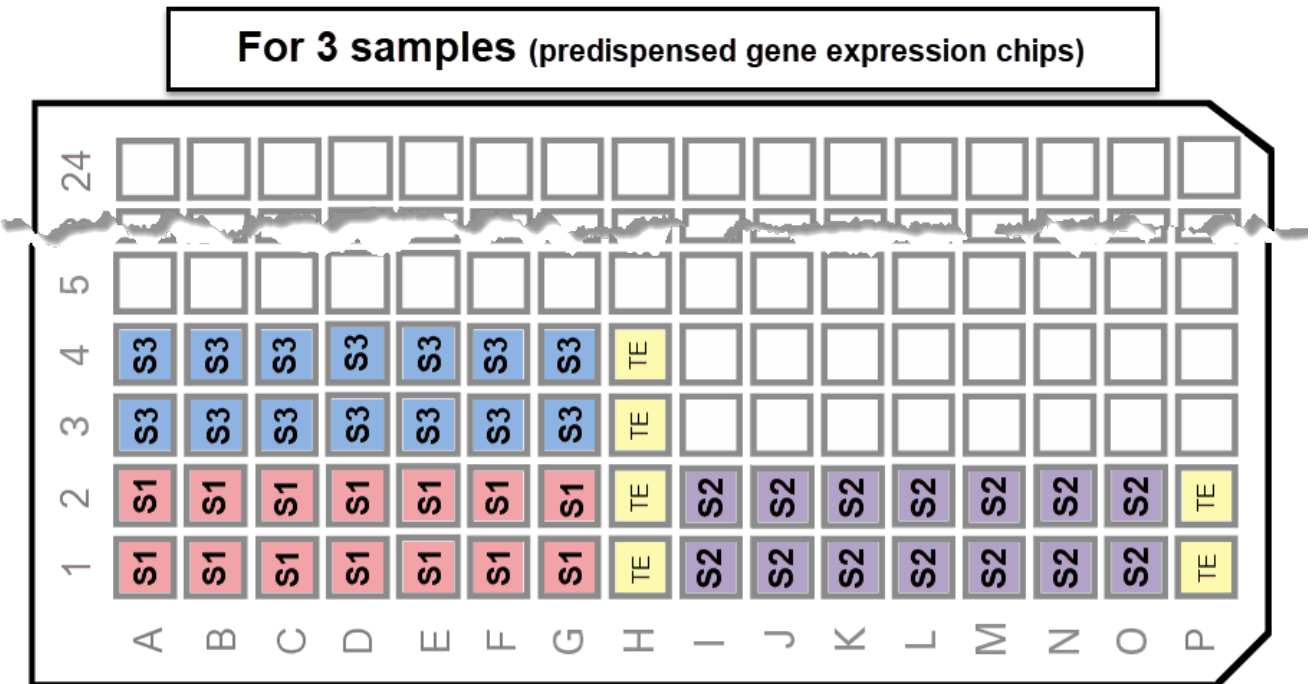 For 3 samples (predispensed gene expression chips)
24
5
4 S3 S3 S3 S3 S3 S3 S3 TE
3 S3 S3 S3 S3 S3 S3 S3 TE
2 S1 S1 S1 S1 S1 S1 S1 TE S2 S2 S2 S2 S2 S2 S2 TE
1 S1 S1 S1 S1 S1 S1 S1 TE S2 S2 S2 S2 S2 S2 S2 TE
A B C D E F G H I J K L M N O P